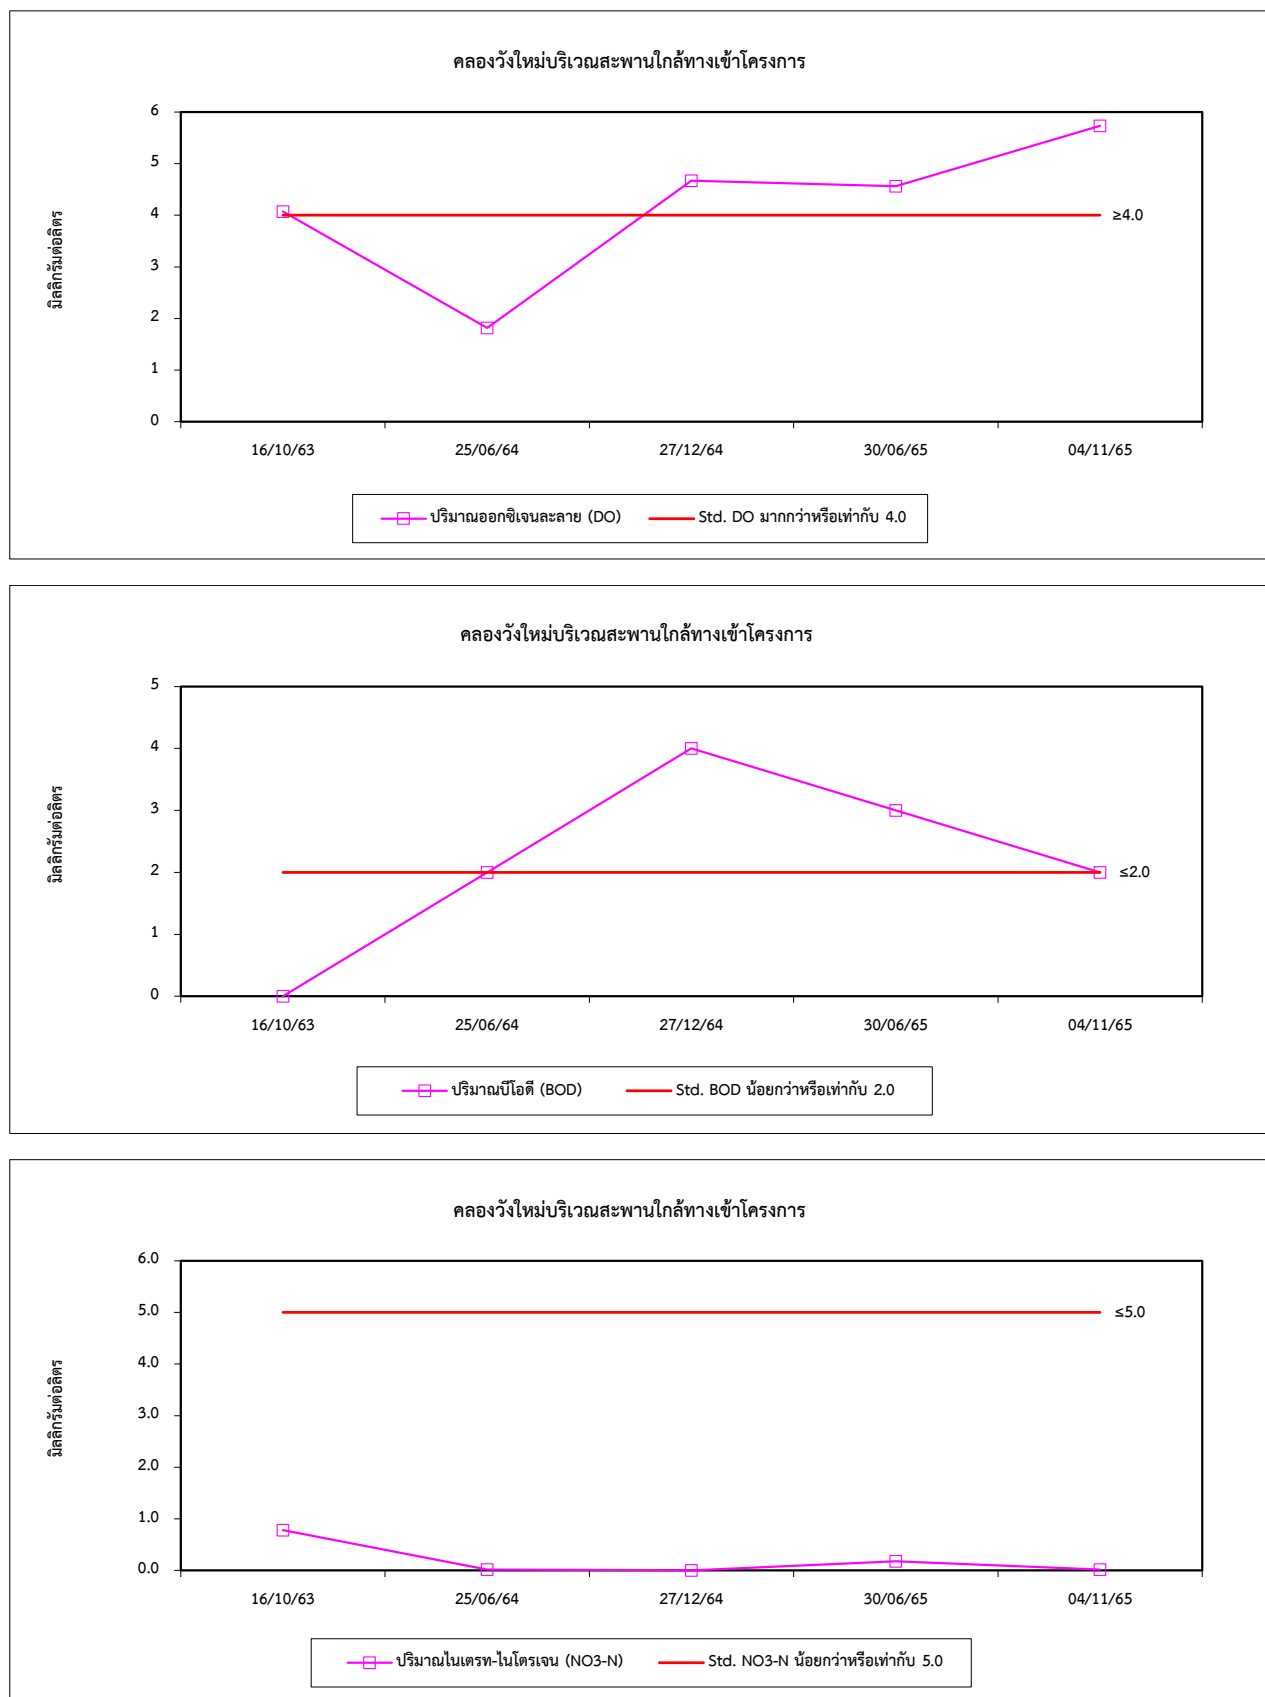 คลองวังใหม่บริเวณสะพานใกล้ทางเข้าโครงการ
มิลลิกรัมต่อลิตร
6
5
4
3
2
1
0
≥4.0
16/10/63 25/06/64 27/12/64 30/06/65 04/11/65
ปริมาณออกซิเจนละลาย (DO) Std. DO มากกว่าหรือเท่ากับ 4.0
คลองวังใหม่บริเวณสะพานใกล้ทางเข้าโครงการ
มิลลิกรัมต่อลิตร
5
4
3
2
1
0
≤2.0
16/10/63 25/06/64 27/12/64 30/06/65 04/11/65
ปริมาณบีโอดี (BOD) Std. BOD น้อยกว่าหรือเท่ากับ 2.0
คลองวังใหม่บริเวณสะพานใกล้ทางเข้าโครงการ
มิลลิกรัมต่อลิตร
6.0
5.0
4.0
3.0
2.0
1.0
0.0
≤5.0
16/10/63 25/06/64 27/12/64 30/06/65 04/11/65
ปริมาณไนเตรท-ไนโตรเจน (NO3-N) Std. NO3-N น้อยกว่าหรือเท่ากับ 5.0